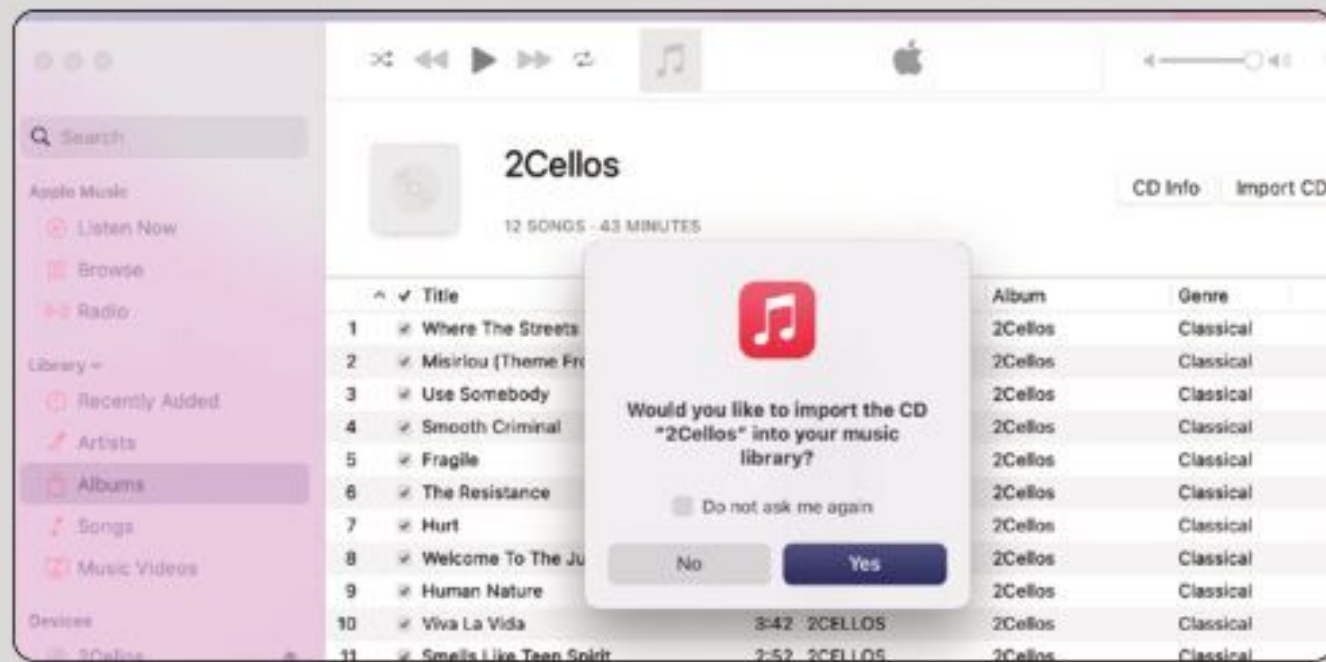 Search
Apple Music
Listen Now
Browse
Radio
Library
Recently Added
Artists
Albums
Songs
Music Videos
Devices
2Cellos
2Cellos
12 SONGS · 43 MINUTES
CD Info Import CD
Title Album Genre
1 Where The Streets 2Cellos Classical
2 Misirlou (Theme Fro 2Cellos Classical
3 Use Somebody 2Cellos Classical
4 Smooth Criminal 2Cellos Classical
5 Fragile 2Cellos Classical
6 The Resistance 2Cellos Classical
7 Hurt 2Cellos Classical
8 Welcome To The Ju 2Cellos Classical
9 Human Nature 2Cellos Classical
10 Viva La Vida 3:42 2CELLOS 2Cellos Classical
11 Smells Like Teen Spirit 2:52 2CELLOS 2Cellos Classical
Would you like to import the CD
"2Cellos" into your music
library?
Do not ask me again
No Yes